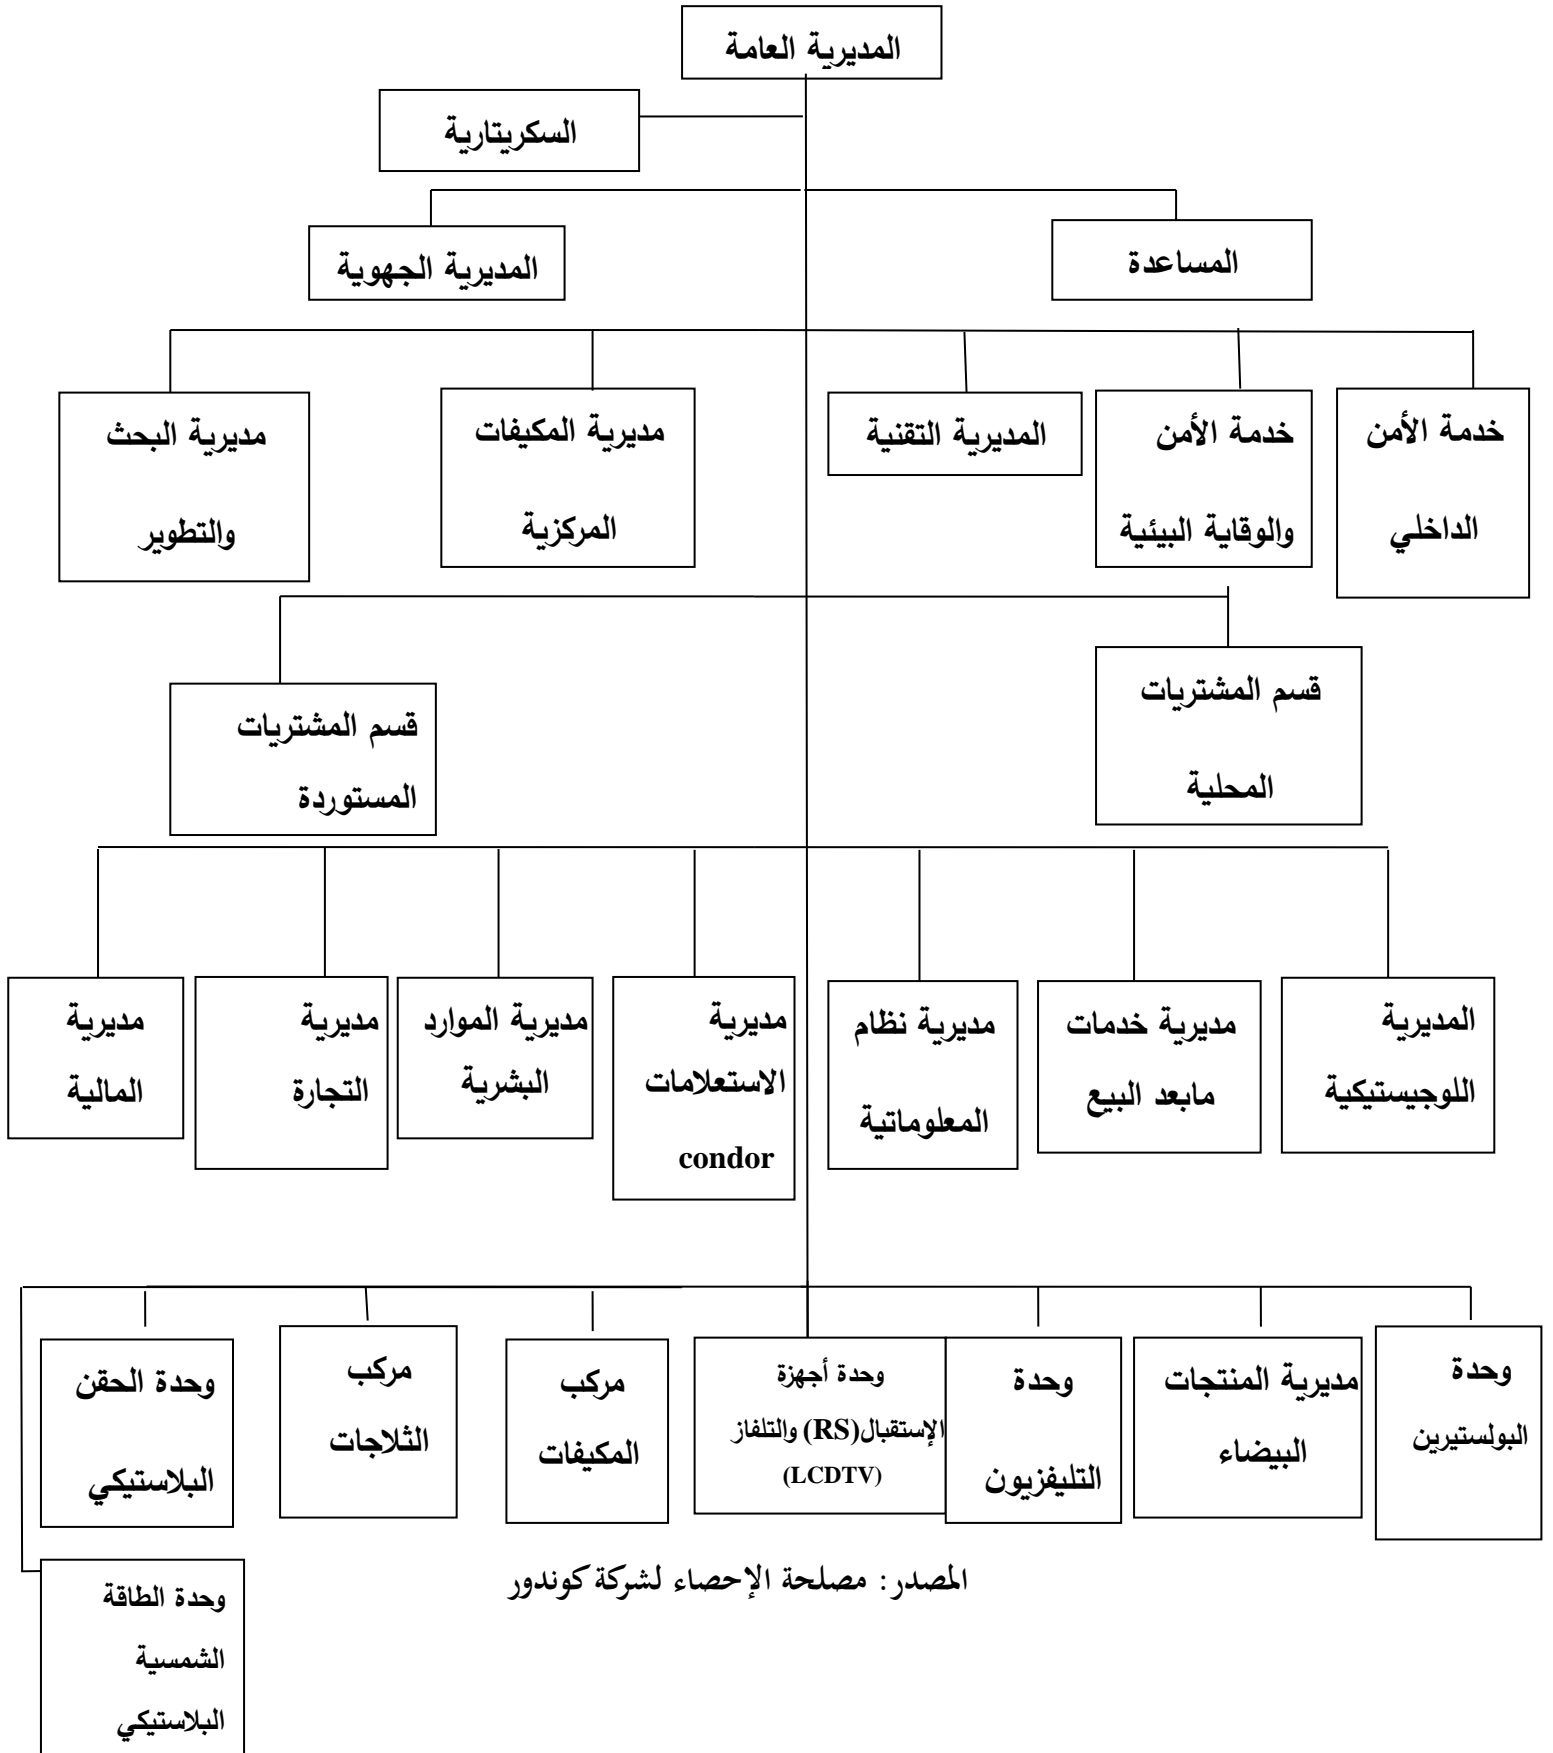 المديرية العامة
السكريتارية
المساعدة
المديرية الجهوية
خدمة الأمن
الداخلي
خدمة الأمن
والوقاية البيئية
المديرية التقنية
مديرية المكيفات
المركزية
مديرية البحث
والتطوير
قسم المشتريات
المحلية
قسم المشتريات
المستوردة
المديرية
اللوجيستيكية
مديرية خدمات
مابعد البيع
مديرية نظام
المعلوماتية
مديرية
الاستعلامات
condor
مديرية الموارد
البشرية
مديرية
التجارة
مديرية
المالية
وحدة
البولستيرين
مديرية المنتجات
البيضاء
وحدة
التليفزيون
وحدة أجهزة
الإستقبال(RS) والتلفاز
(LCDTV)
مركب
المكيفات
مركب
الثلاجات
وحدة الحقن
البلاستيكي
وحدة الطاقة
الشمسية
البلاستيكي
المصدر: مصلحة الإحصاء لشركة كوندور